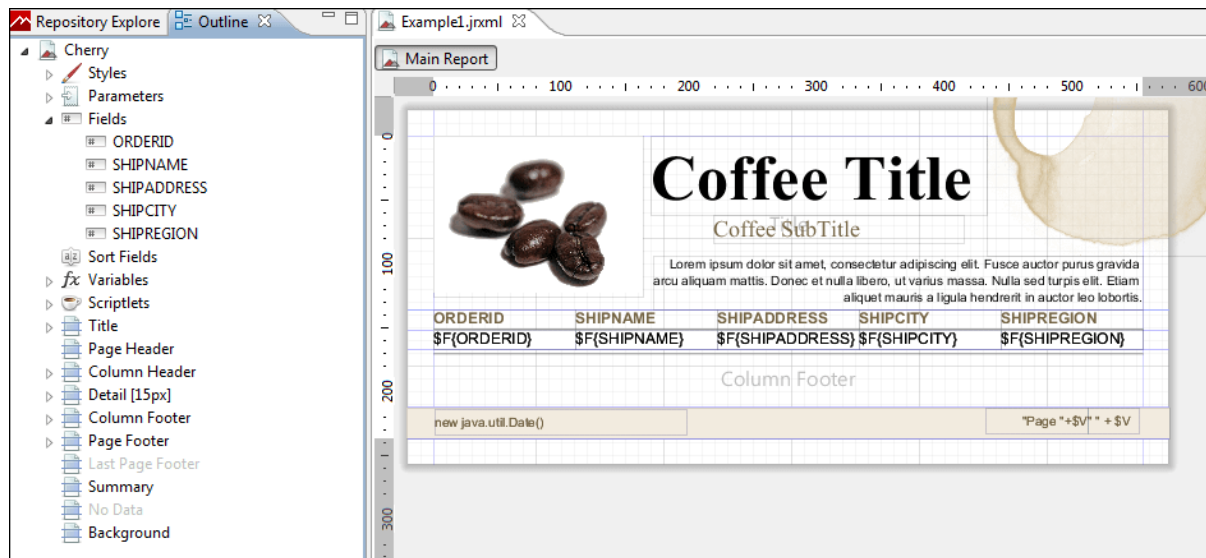 Repository Explore Outline
Cherry
Styles
Parameters
Fields
ORDERID
SHIPNAME
SHIPADDRESS
SHIPCITY
SHIPREGION
Sort Fields
fx Variables
Scriptlets
Title
Page Header
Column Header
Detail [15px]
Column Footer
Page Footer
Last Page Footer
Summary
No Data
Background
Example1.jrxml
Main Report
0 100 200 300 400 500 600
0
100
200
300
Coffee Title
Title
Coffee SubTitle
Lorem ipsum dolor sit amet, consectetur adipiscing elit. Fusce auctor purus gravida
arcu aliquam mattis. Donec et nulla libero, ut varius massa. Nulla sed turpis elit. Etiam
aliquet mauris a ligula hendrerit in auctor leo lobortis.
ORDERID SHIPNAME SHIPADDRESS SHIPCITY SHIPREGION
$F{ORDERID} $F{SHIPNAME} $F{SHIPADDRESS} $F{SHIPCITY} $F{SHIPREGION}
Column Footer
new java.util.Date() "Page "+$V" " + $V